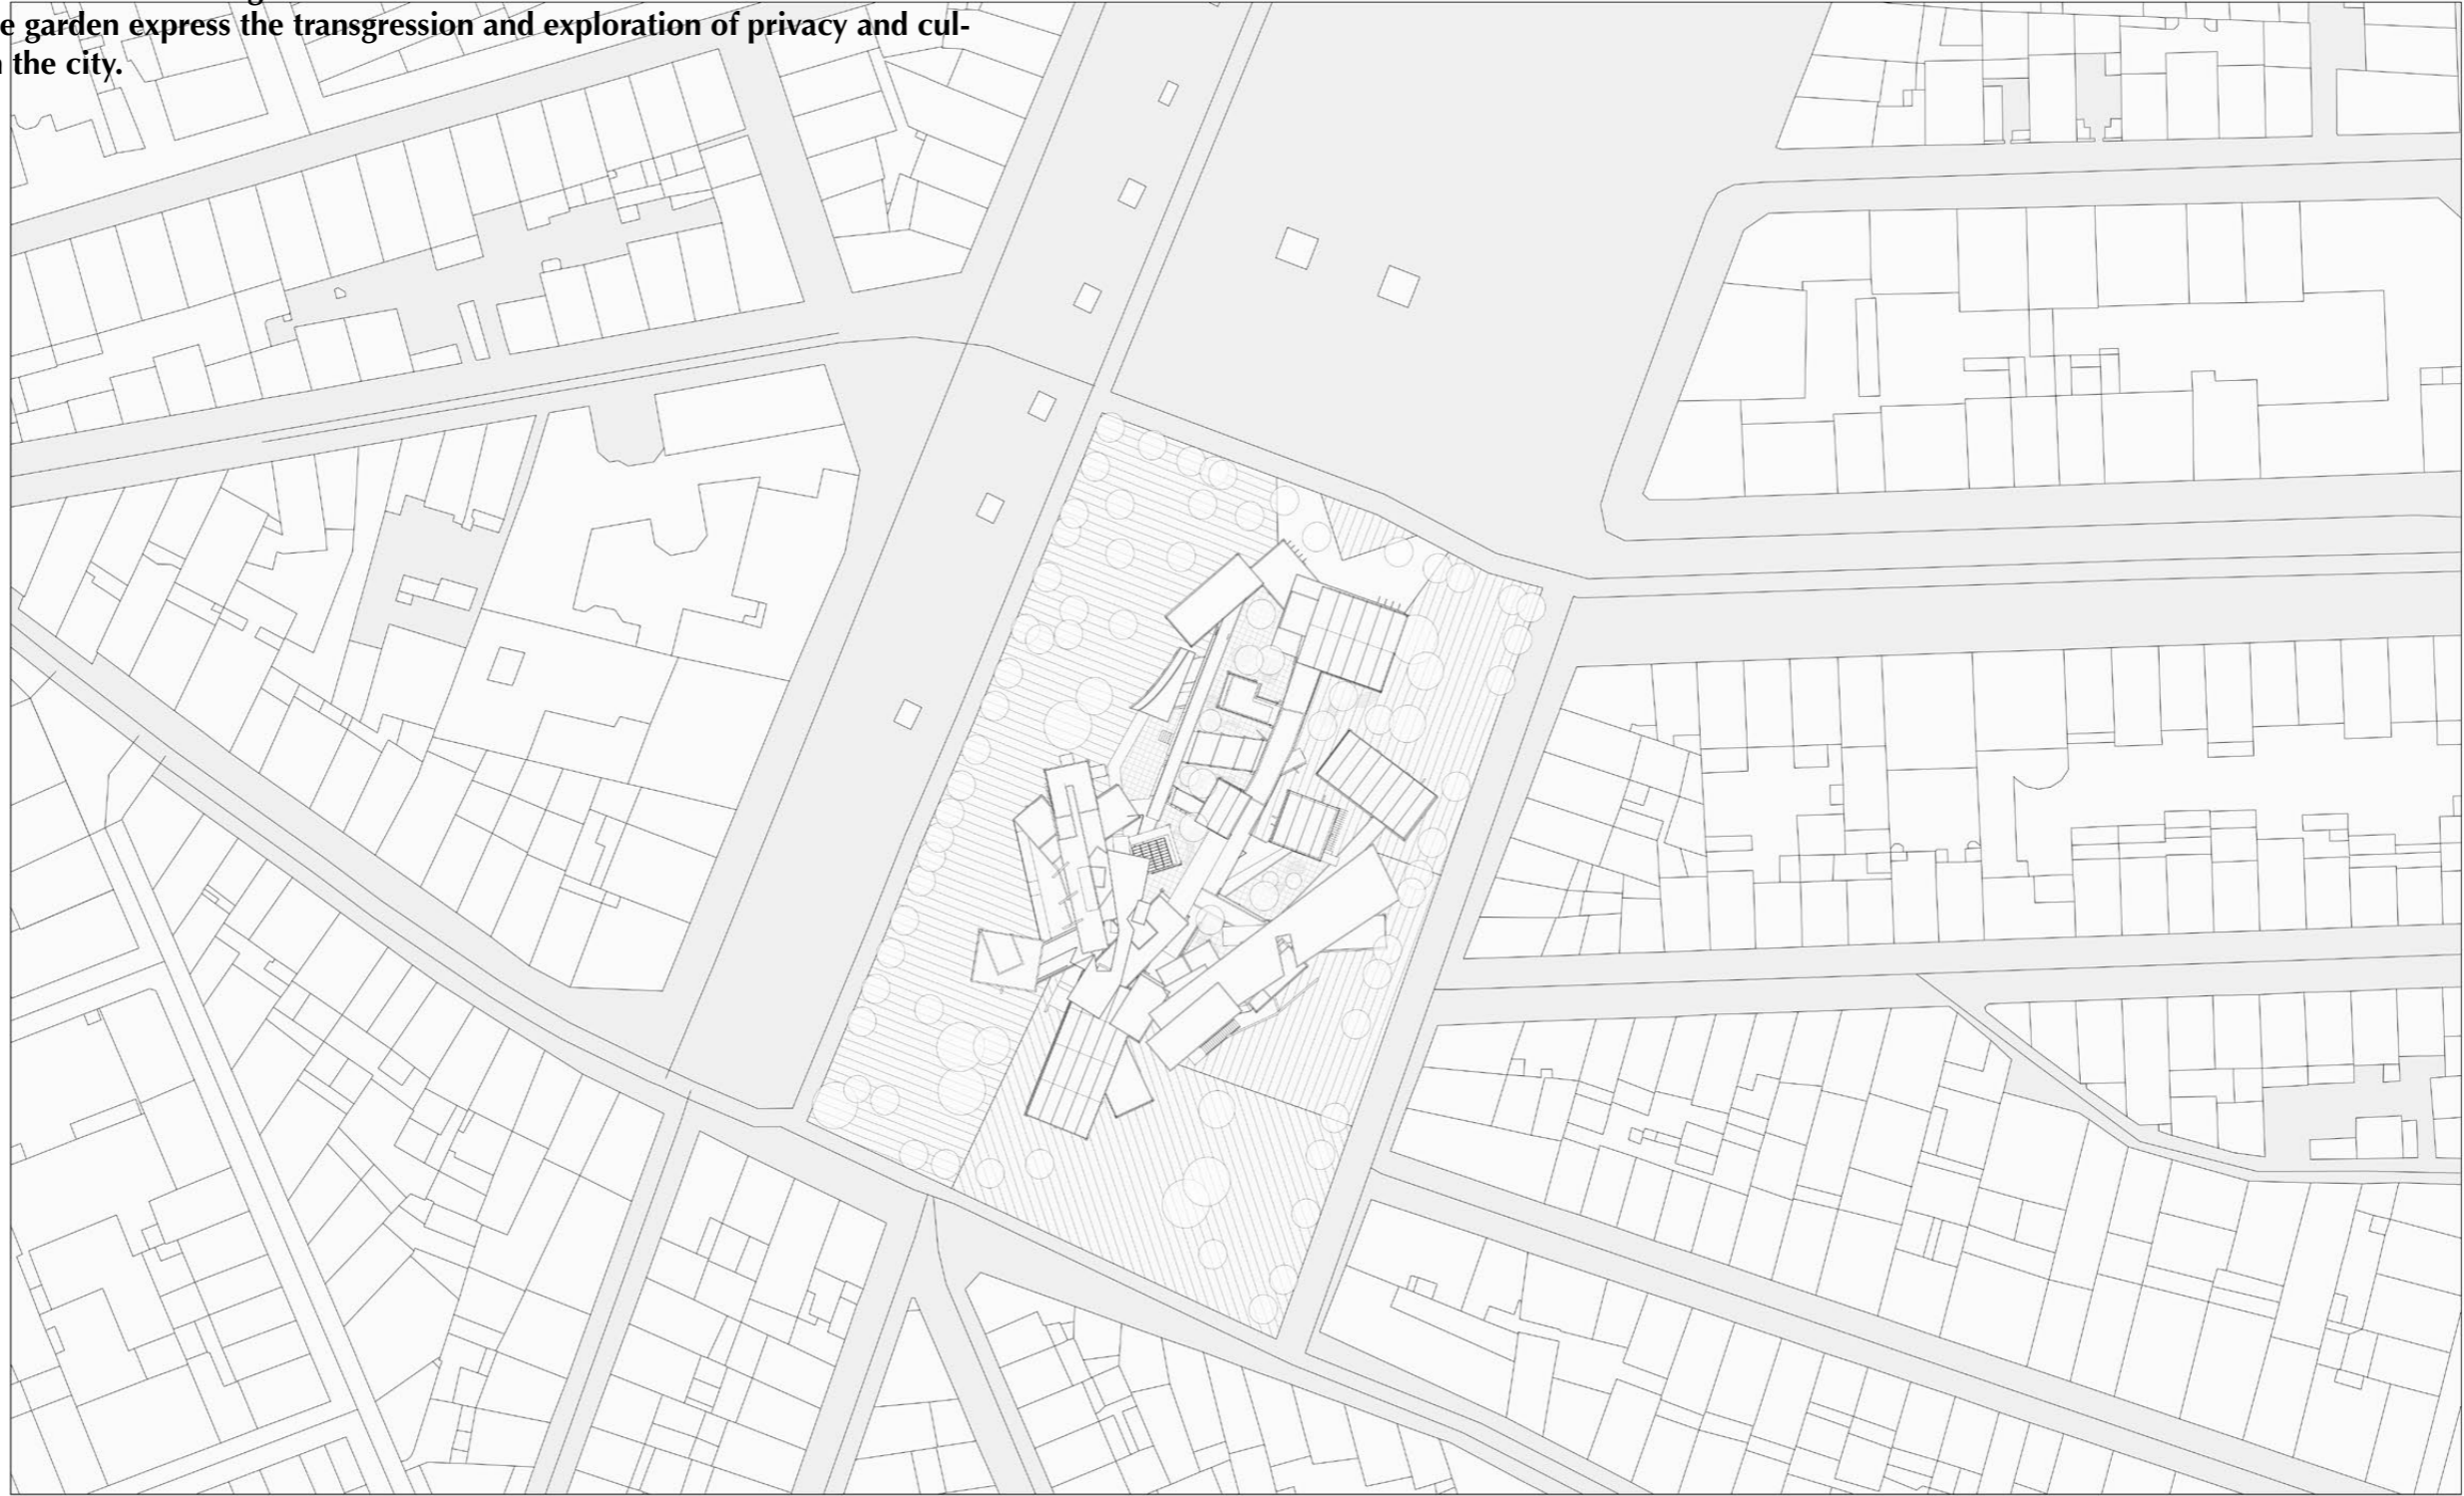 e garden express the transgression and exploration of privacy and cul-
the city.